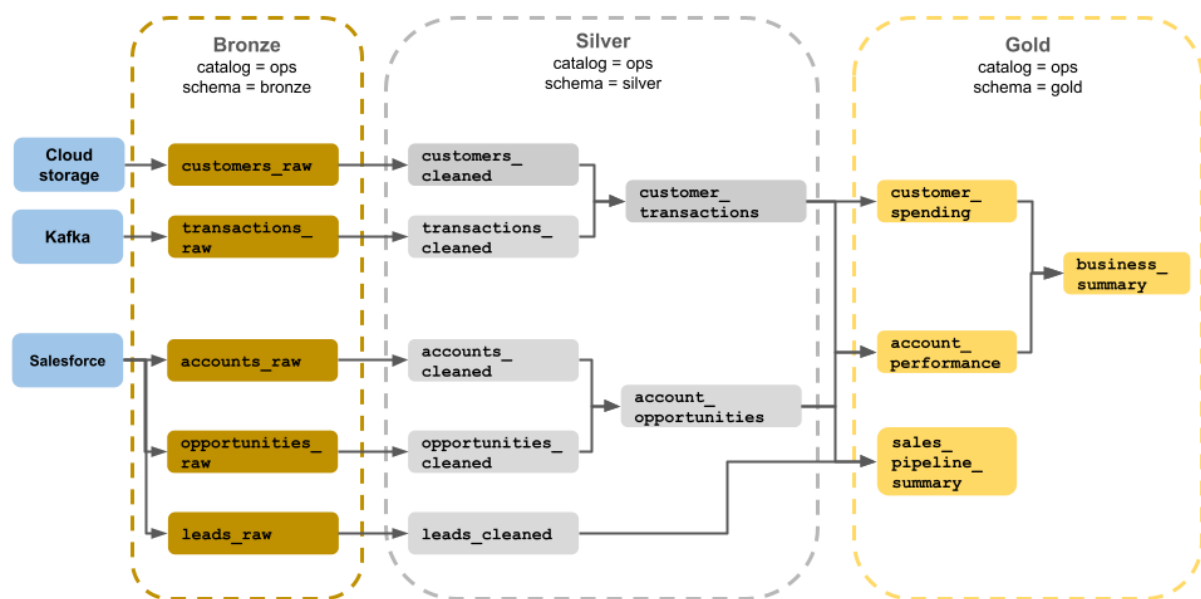 Bronze
catalog = ops
schema = bronze
Silver
catalog = ops
schema = silver
Gold
catalog = ops
schema = gold
Cloud
storage
customers_raw
customers_
cleaned
customer_
transactions
customer_
spending
Kafka
transactions_
raw
transactions_
cleaned
business_
summary
Salesforce
accounts_raw
accounts_
cleaned
account_
performance
account_
opportunities
opportunities_
raw
opportunities_
cleaned
sales_
pipeline_
summary
leads_raw
leads_cleaned